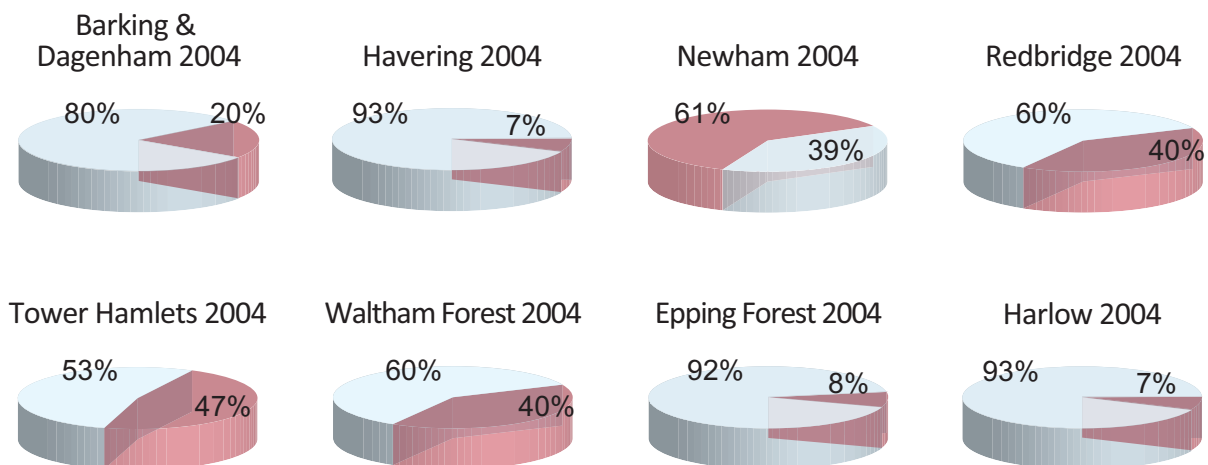 Barking &
Dagenham 2004
80%
20%
Havering 2004
93%
7%
Newham 2004
61%
39%
Redbridge 2004
60%
40%
Tower Hamlets 2004
53%
47%
Waltham Forest 2004
60%
40%
Epping Forest 2004
92%
8%
Harlow 2004
93%
7%